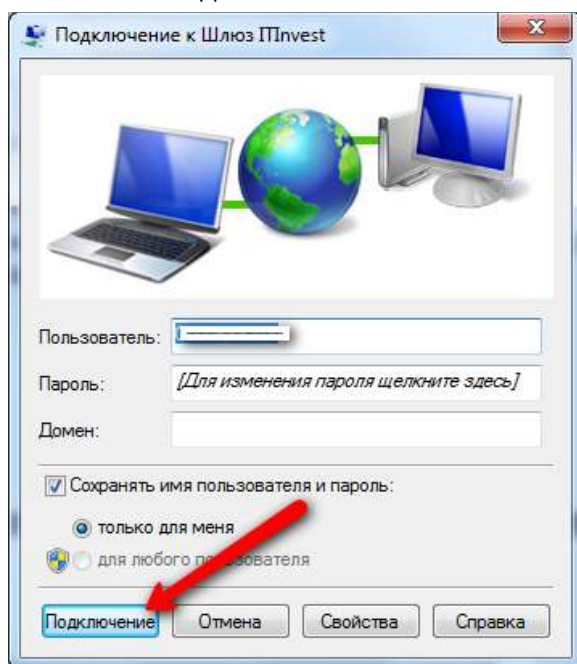 Подключение к Шлюз ITInvest
Пользователь:
Пароль: [Для изменения пароля щелкните здесь]
Домен:
Сохранять имя пользователя и пароль:
только для меня
для любого пользователя
Подключение Отмена Свойства Справка